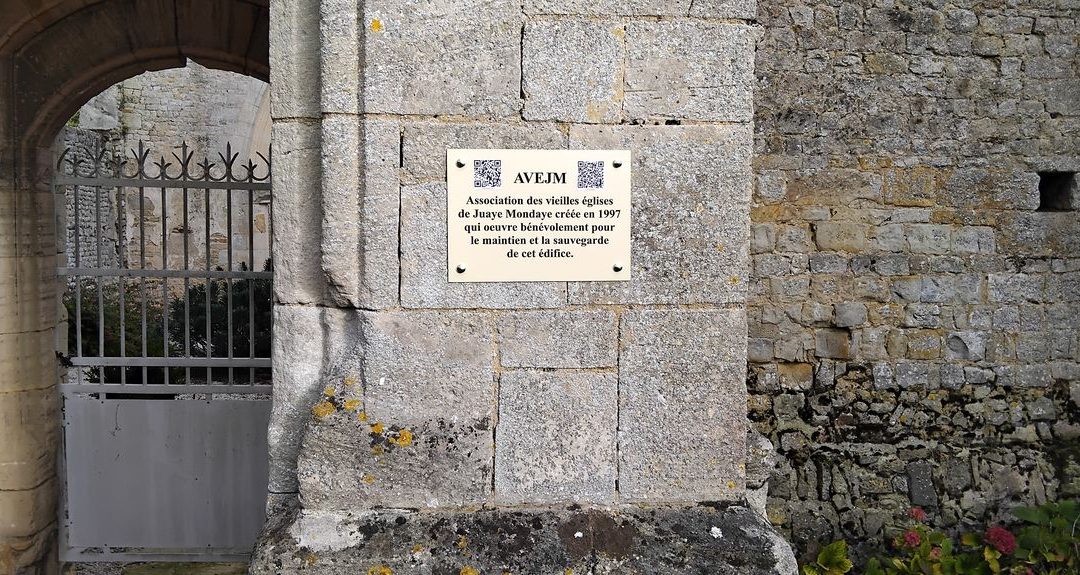 AVEJM
Association des vieilles églises
de Juaye Mondaye créée en 1997
qui oeuvre bénévolement pour
le maintien et la sauvegarde
de cet édifice.